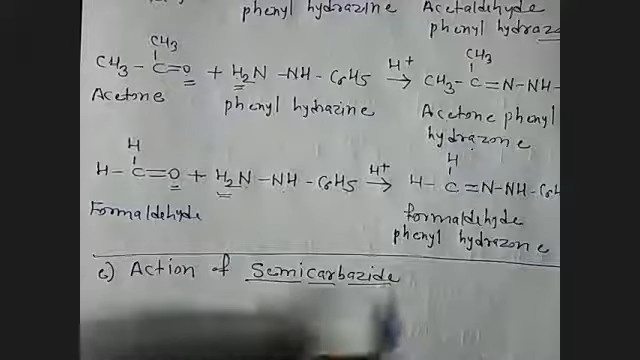 phenyl hydrazine Acetaldehyde
phenyl hydraz
CH3 CH3
CH3 - C = O + H2N - NH - C6H5 H+ → CH3 - C = N - NH -
Acetone phenyl hydrazine Acetone phenyl
hydrazone
H H
H - C = O + H2N - NH - C6H5 H+ → H - C = N - NH - C6H
Formaldehyde formaldehyde
phenyl hydrazone
e) Action of Semicarbazide